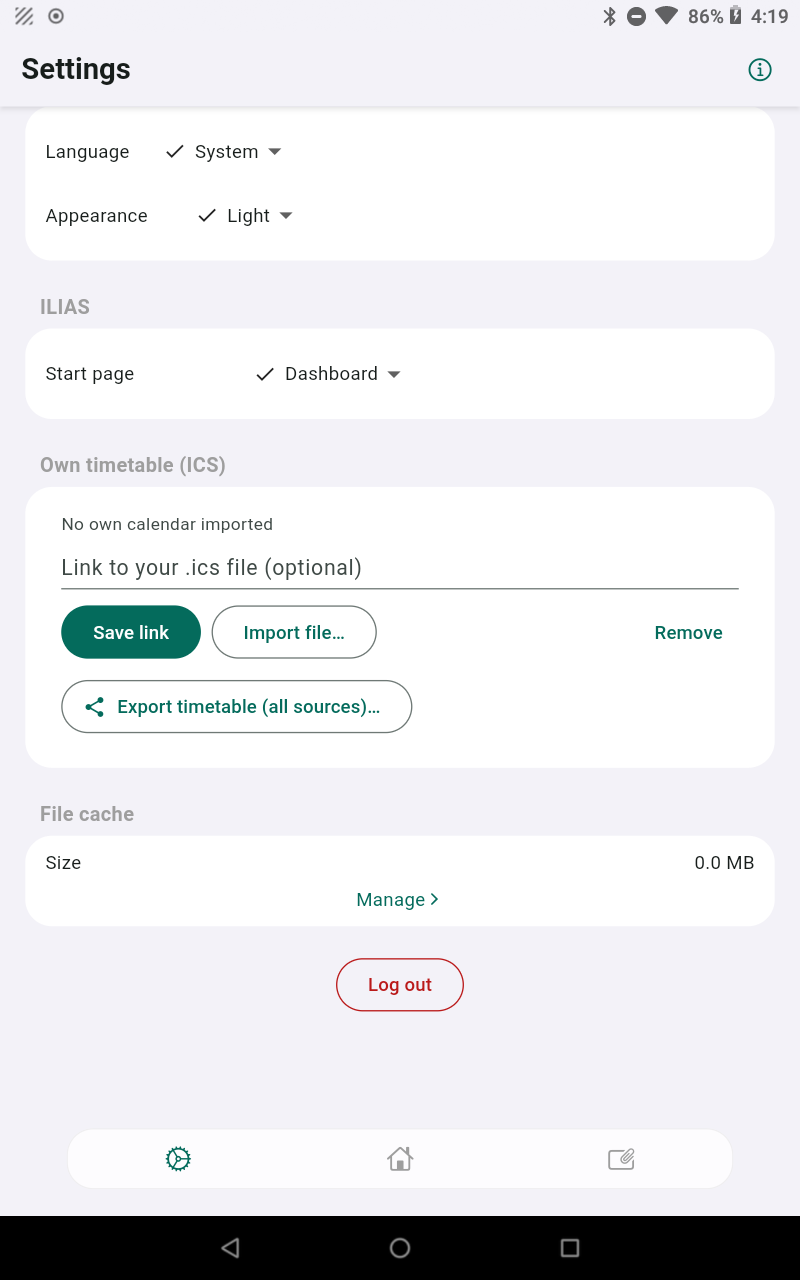 86% 4:19
Settings
Language System
Appearance Light
ILIAS
Start page Dashboard
Own timetable (ICS)
No own calendar imported
Link to your .ics file (optional)
Save link Import file… Remove
Export timetable (all sources)…
File cache
Size 0.0 MB
Manage
Log out